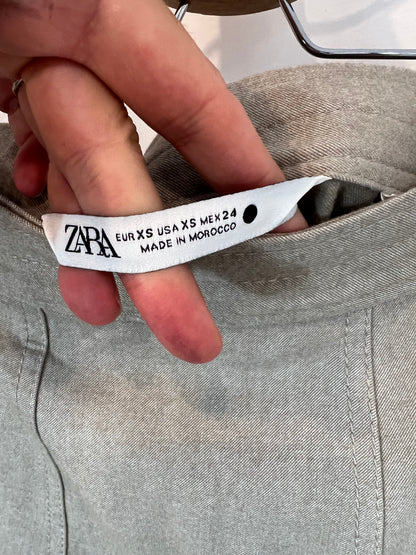 ZARA
EUR XS USA XS MEX 24
MADE IN MOROCCO